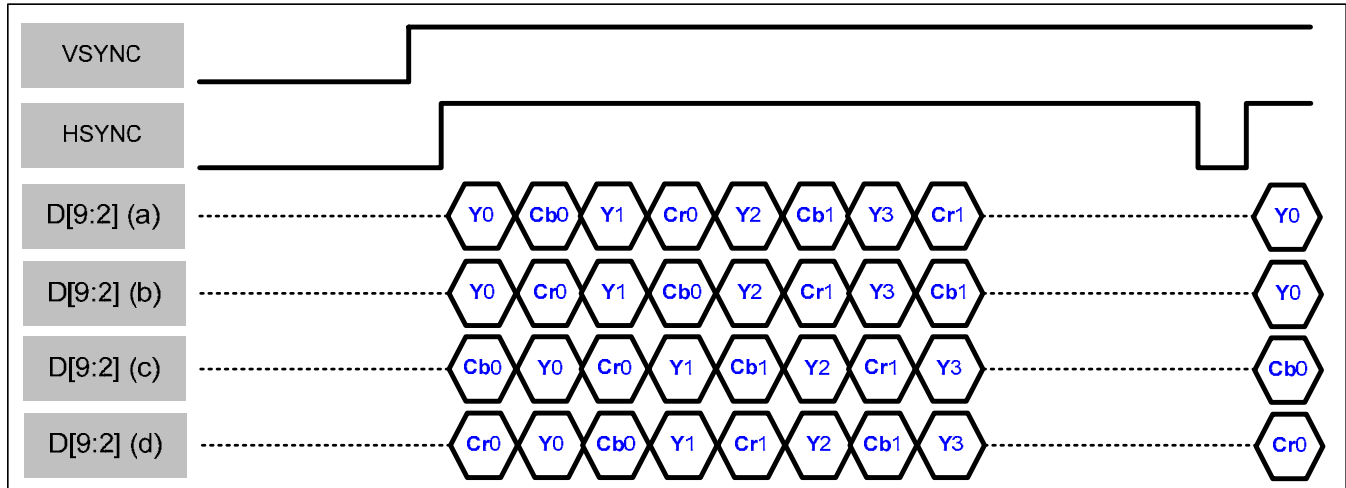 VSYNC
HSYNC
D[9:2] (a) Y0 Cb0 Y1 Cr0 Y2 Cb1 Y3 Cr1 Y0
D[9:2] (b) Y0 Cr0 Y1 Cb0 Y2 Cr1 Y3 Cb1 Y0
D[9:2] (c) Cb0 Y0 Cr0 Y1 Cb1 Y2 Cr1 Y3 Cb0
D[9:2] (d) Cr0 Y0 Cb0 Y1 Cr1 Y2 Cb1 Y3 Cr0